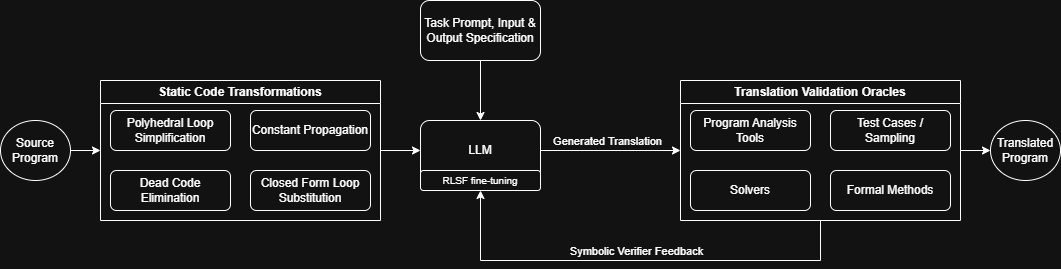 Task Prompt, Input &
Output Specification
Static Code Transformations
Translation Validation Oracles
Source
Program
Polyhedral Loop
Simplification
Constant Propagation
Dead Code
Elimination
Closed Form Loop
Substitution
LLM
RLSF fine-tuning
Generated Translation
Program Analysis
Tools
Test Cases /
Sampling
Solvers
Formal Methods
Translated
Program
Symbolic Verifier Feedback